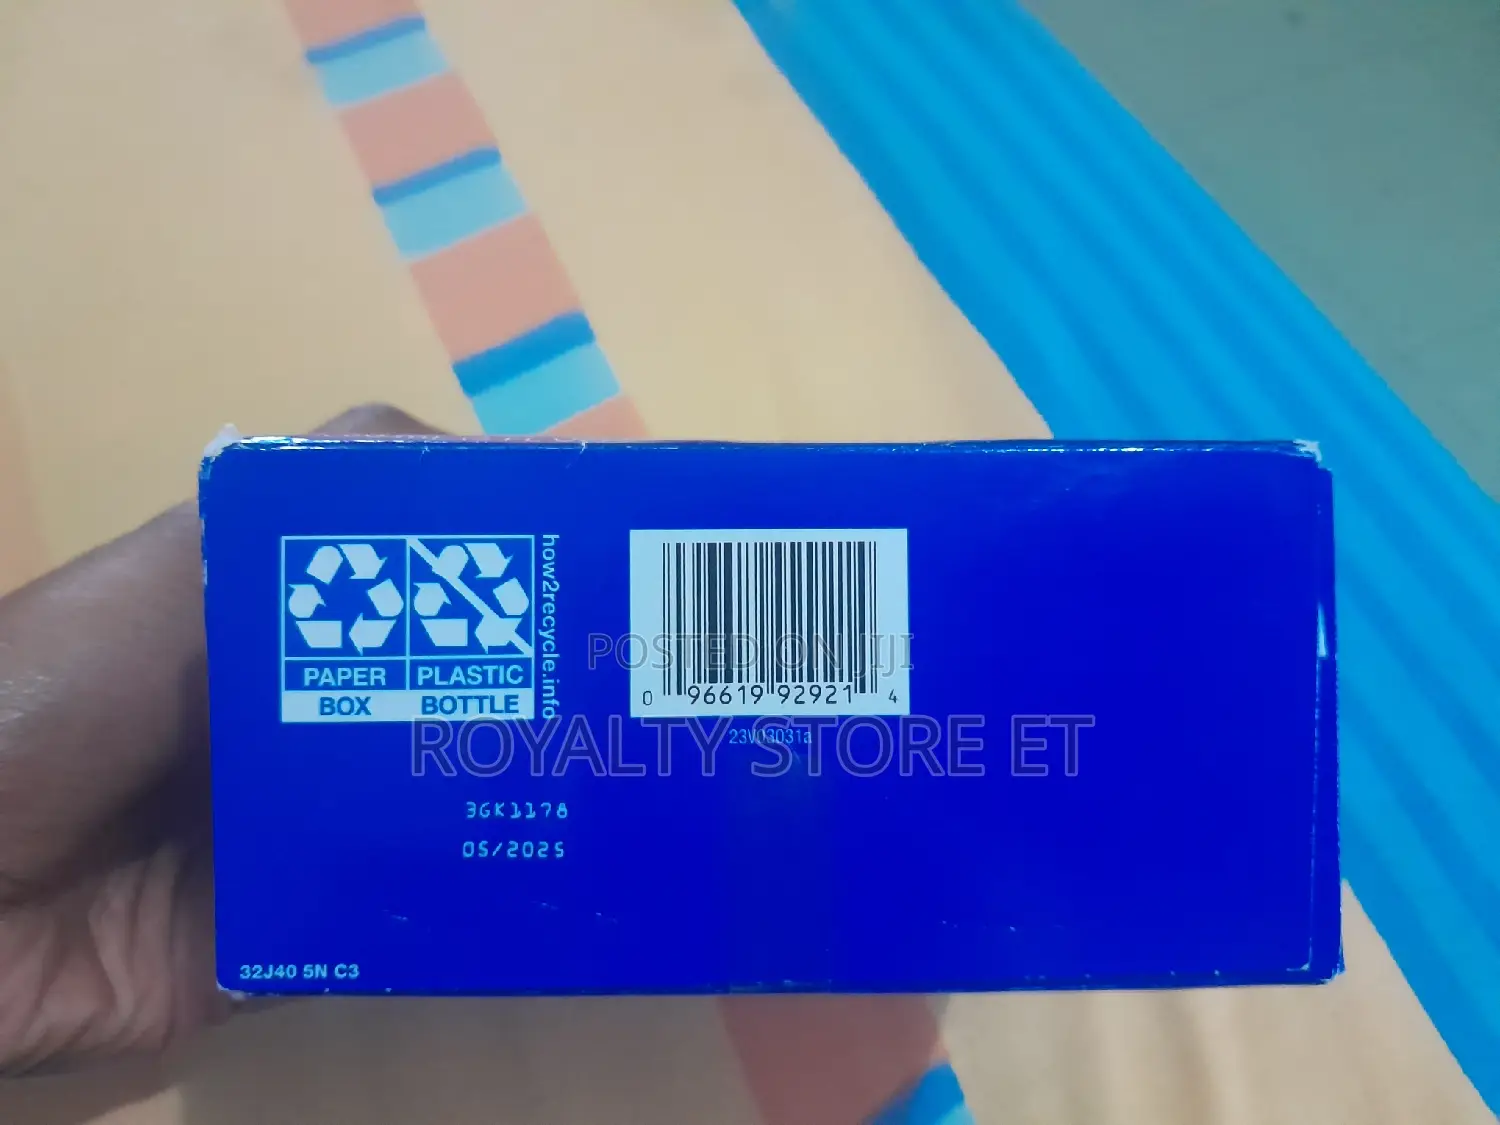 PAPER PLASTIC
BOX BOTTLE
how2recycle.info
0 96619 92921 4
23V03031a
POSTED ON JIJI
ROYALTY STORE ET
3GK1178
05/2025
32J40 5N C3